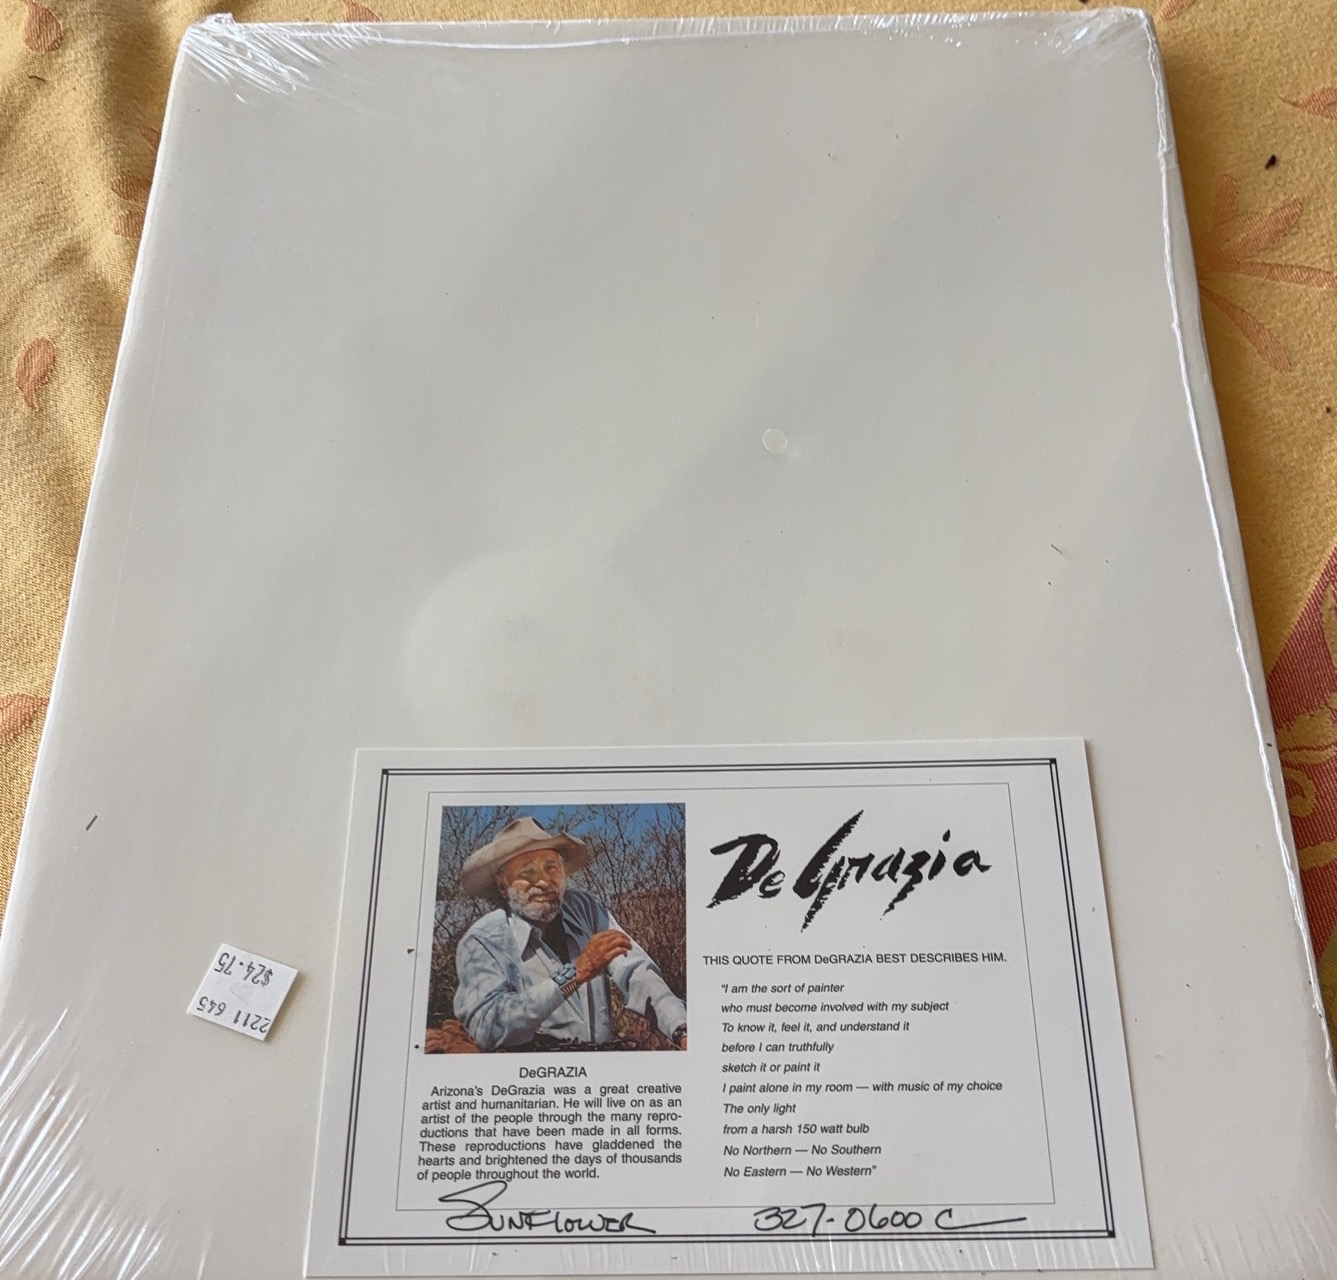 $24.75
2211 645
De Grazia
THIS QUOTE FROM DeGRAZIA BEST DESCRIBES HIM.
"I am the sort of painter
who must become involved with my subject
To know it, feel it, and understand it
before I can truthfully
sketch it or paint it
I paint alone in my room — with music of my choice
The only light
from a harsh 150 watt bulb
No Northern — No Southern
No Eastern — No Western"
DeGRAZIA
Arizona's DeGrazia was a great creative
artist and humanitarian. He will live on as an
artist of the people through the many repro-
ductions that have been made in all forms.
These reproductions have gladdened the
hearts and brightened the days of thousands
of people throughout the world.
SUNFLOWER 327-0600 C